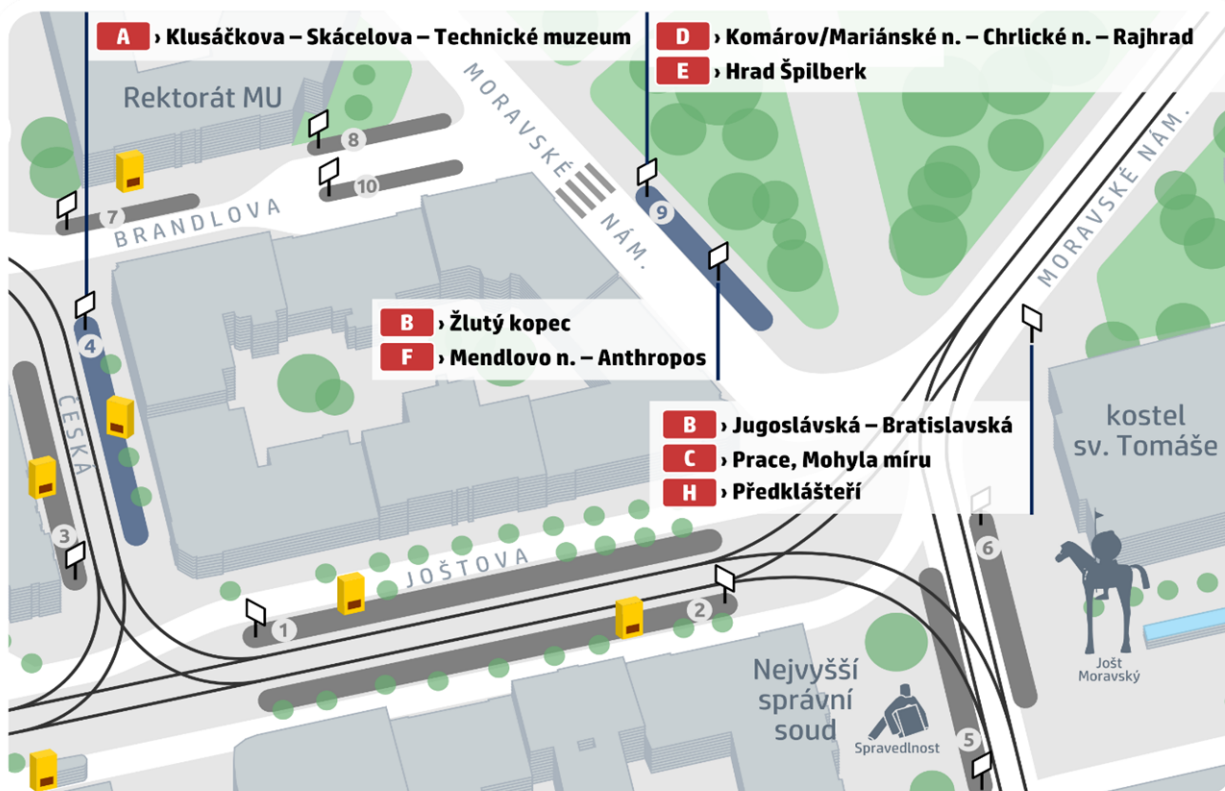 A › Klusáčkova – Skácelova – Technické muzeum
D › Komárov/Mariánské n. – Chrlické n. – Rajhrad
E › Hrad Špilberk
Rektorát MU
MORAVSKÉ
NÁM.
MORAVSKÉ NÁM.
8
10
7
BRANDLOVA
9
4
ČESKÁ
B › Žlutý kopec
F › Mendlovo n. – Anthropos
B › Jugoslávská – Bratislavská
C › Prace, Mohyla míru
H › Předklášteří
kostel
sv. Tomáše
3
6
JOŠTOVA
1
2
Nejvyšší
správní
soud
Spravedlnost
5
Jošt
Moravský